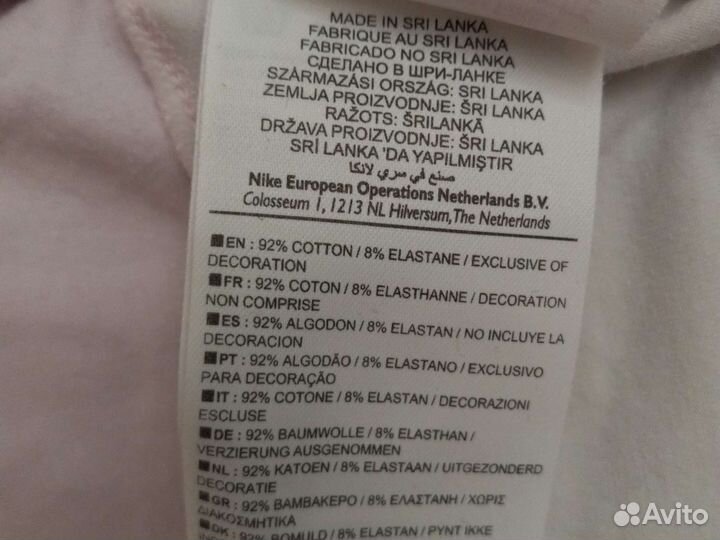 MADE IN SRI LANKA
FABRIQUE AU SRI LANKA
FABRICADO NO SRI LANKA
СДЕЛАНО В ШРИ-ЛАНКЕ
SZÁRMAZÁSI ORSZÁG: SRI LANKA
ZEMLJA PROIZVODNJE: ŠRI LANKA
RAŽOTS: ŠRILANKĀ
DRŽAVA PROIZVODNJE: ŠRI LANKA
SRİ LANKA 'DA YAPILMIŞTIR
صنع في سري لانكا
Nike European Operations Netherlands B.V.
Colosseum 1, 1213 NL Hilversum, The Netherlands
EN : 92% COTTON / 8% ELASTANE / EXCLUSIVE OF
DECORATION
FR : 92% COTON / 8% ELASTHANNE / DECORATION
NON COMPRISE
ES : 92% ALGODON / 8% ELASTAN / NO INCLUYE LA
DECORACION
PT : 92% ALGODÃO / 8% ELASTANO / EXCLUSIVO
PARA DECORAÇÃO
IT : 92% COTONE / 8% ELASTAN / DECORAZIONI
ESCLUSE
DE : 92% BAUMWOLLE / 8% ELASTHAN /
VERZIERUNG AUSGENOMMEN
NL : 92% KATOEN / 8% ELASTAAN / UITGEZONDERD
DECORATIE
GR : 92% ΒΑΜΒΑΚΕΡΟ / 8% ΕΛΑΣΤΑΝΗ / ΧΩΡΙΣ
ΔΙΑΚΟΣΜΗΤΙΚΑ
DK : 92% BOMULD / 8% ELASTAN / PYNT IKKE
Avito